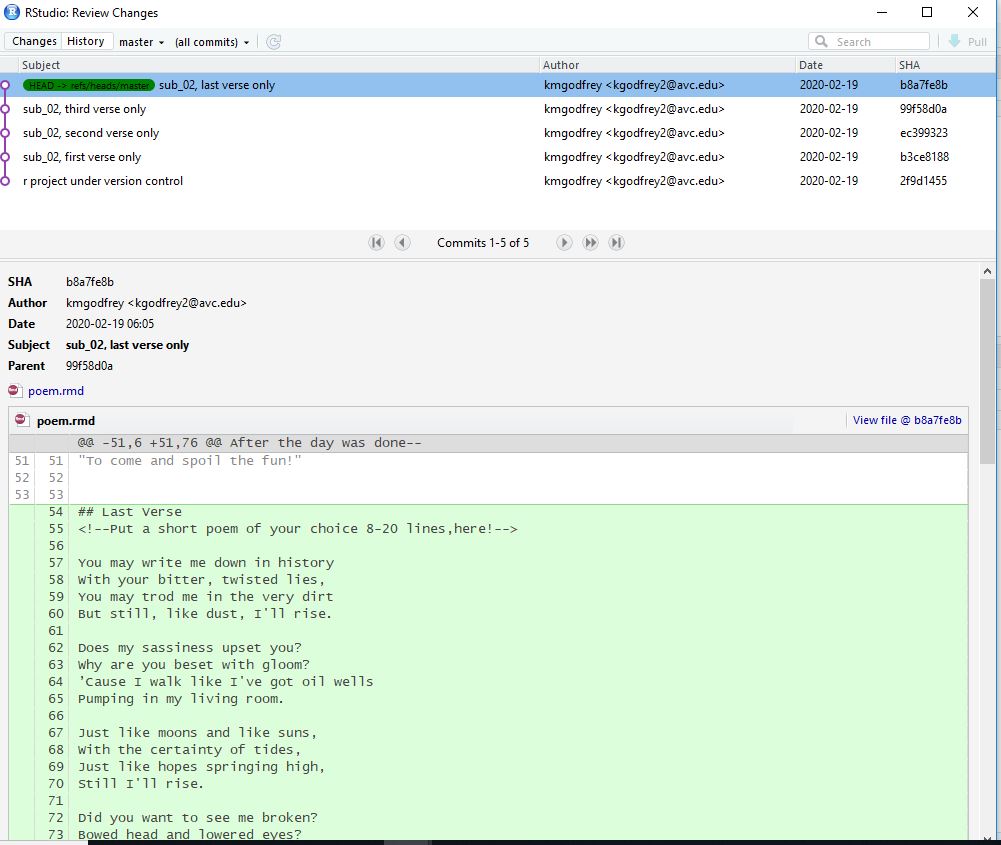 RStudio: Review Changes
Changes History master (all commits) Search Pull
Subject Author Date SHA
HEAD -> refs/heads/master sub_02, last verse only kmgodfrey <kgodfrey2@avc.edu> 2020-02-19 b8a7fe8b
sub_02, third verse only kmgodfrey <kgodfrey2@avc.edu> 2020-02-19 99f58d0a
sub_02, second verse only kmgodfrey <kgodfrey2@avc.edu> 2020-02-19 ec399323
sub_02, first verse only kmgodfrey <kgodfrey2@avc.edu> 2020-02-19 b3ce8188
r project under version control kmgodfrey <kgodfrey2@avc.edu> 2020-02-19 2f9d1455
Commits 1-5 of 5
SHA b8a7fe8b
Author kmgodfrey <kgodfrey2@avc.edu>
Date 2020-02-19 06:05
Subject sub_02, last verse only
Parent 99f58d0a
poem.rmd
poem.rmd View file @ b8a7fe8b
@@ -51,6 +51,76 @@ After the day was done--
51 51 "To come and spoil the fun!"
52 52
53 53
54 ## Last Verse
55 <!--Put a short poem of your choice 8-20 lines,here!-->
56
57 You may write me down in history
58 With your bitter, twisted lies,
59 You may trod me in the very dirt
60 But still, like dust, I'll rise.
61
62 Does my sassiness upset you?
63 Why are you beset with gloom?
64 ’Cause I walk like I've got oil wells
65 Pumping in my living room.
66
67 Just like moons and like suns,
68 With the certainty of tides,
69 Just like hopes springing high,
70 Still I'll rise.
71
72 Did you want to see me broken?
73 Bowed head and lowered eyes?